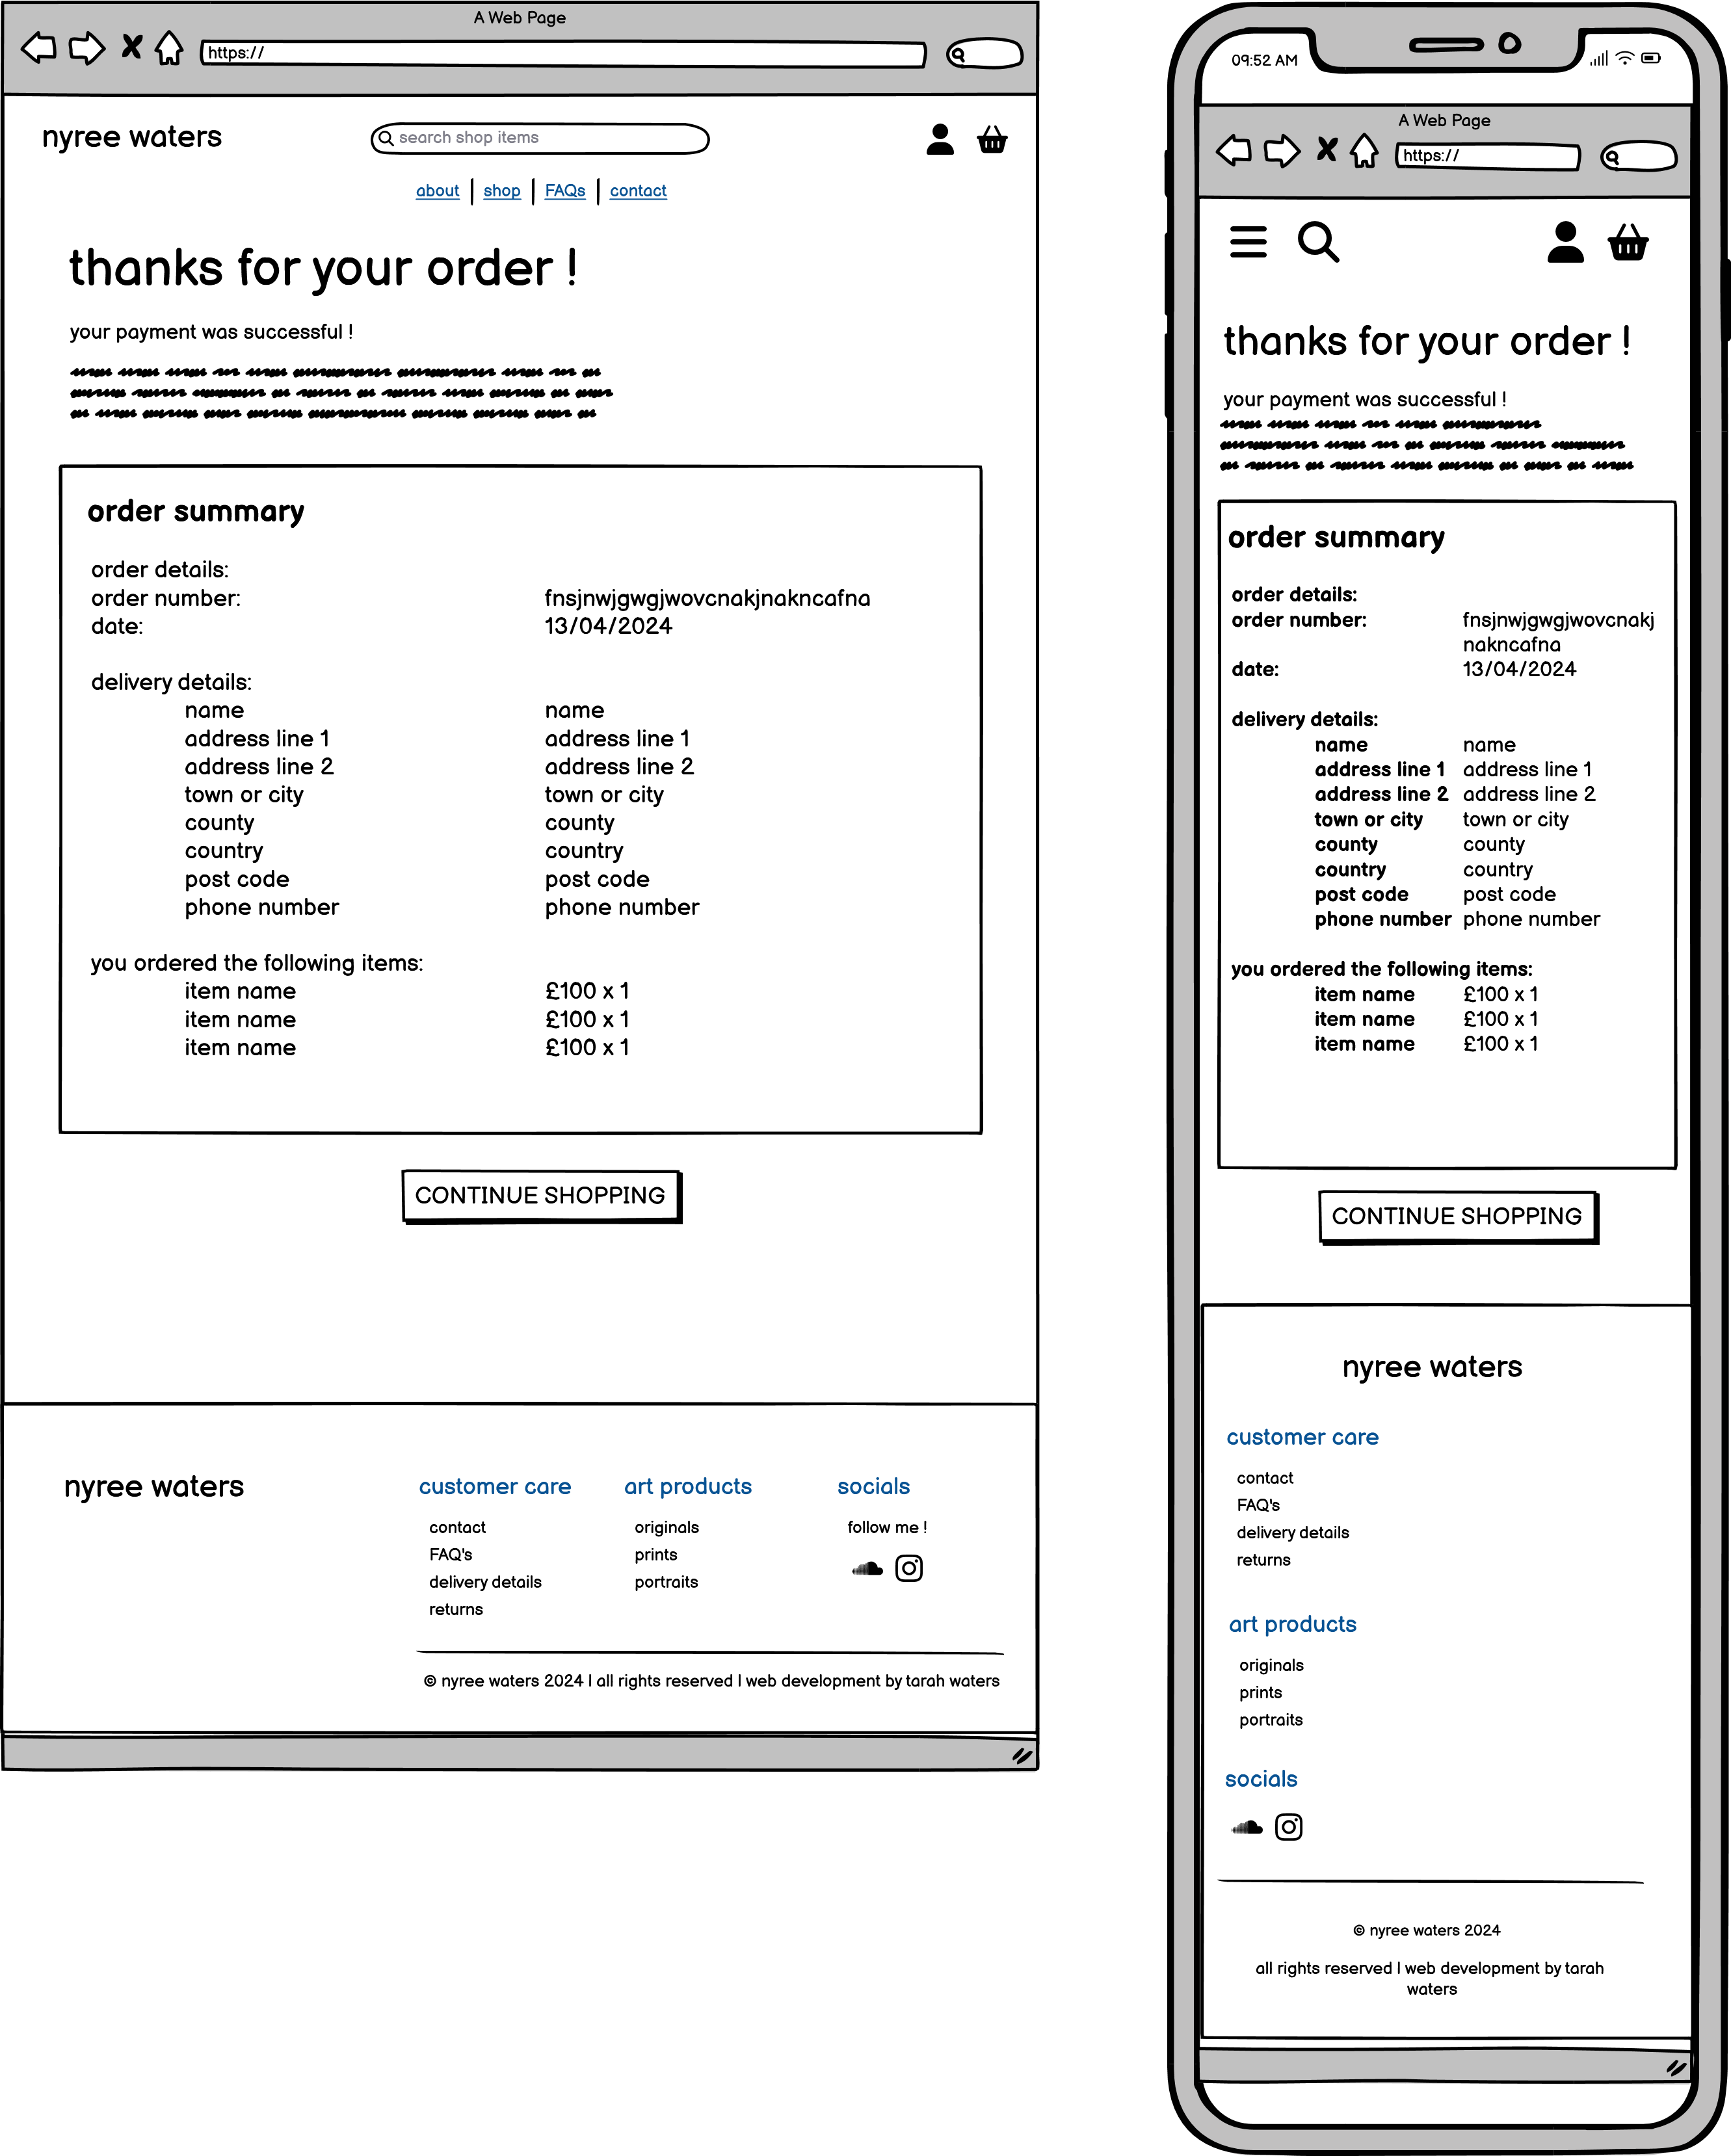 A Web Page
https://
nyree waters
search shop items
about | shop | FAQs | contact
thanks for your order !
your payment was successful !
order summary
order details:
order number: fnsjnwjgwgjwovcnakjnakncafna
date: 13/04/2024
delivery details:
name name
address line 1 address line 1
address line 2 address line 2
town or city town or city
county county
country country
post code post code
phone number phone number
you ordered the following items:
item name £100 x 1
item name £100 x 1
item name £100 x 1
CONTINUE SHOPPING
nyree waters
customer care
contact
FAQ's
delivery details
returns
art products
originals
prints
portraits
socials
follow me !
© nyree waters 2024 | all rights reserved | web development by tarah waters
09:52 AM
A Web Page
https://
thanks for your order !
your payment was successful !
order summary
order details:
order number: fnsjnwjgwgjwovcnakj
nakncafna
date: 13/04/2024
delivery details:
name name
address line 1 address line 1
address line 2 address line 2
town or city town or city
county county
country country
post code post code
phone number phone number
you ordered the following items:
item name £100 x 1
item name £100 x 1
item name £100 x 1
CONTINUE SHOPPING
nyree waters
customer care
contact
FAQ's
delivery details
returns
art products
originals
prints
portraits
socials
© nyree waters 2024
all rights reserved | web development by tarah
waters